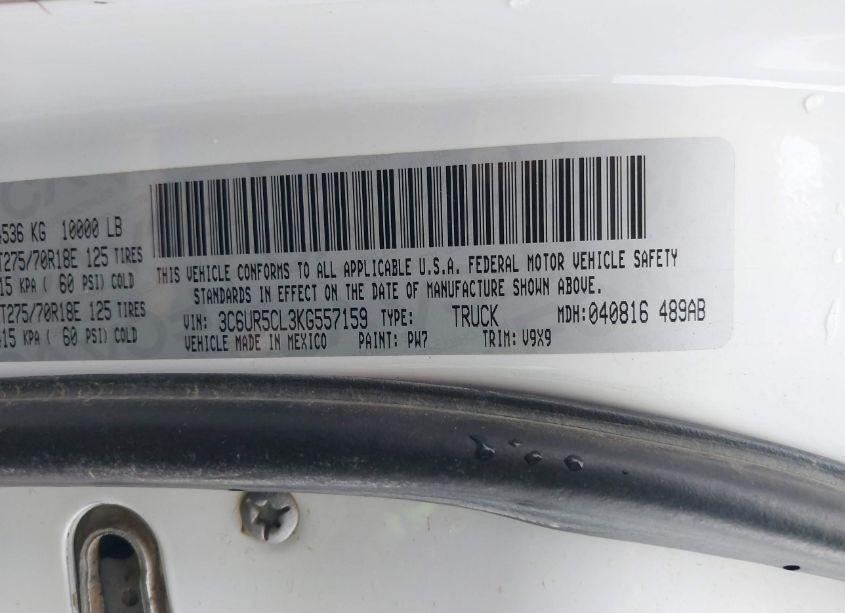 536 KG 10000 LB
T275/70R18E 125 TIRES
15 KPA ( 60 PSI) COLD
T275/70R18E 125 TIRES
415 KPA ( 60 PSI) COLD
THIS VEHICLE CONFORMS TO ALL APPLICABLE U.S.A. FEDERAL MOTOR VEHICLE SAFETY
STANDARDS IN EFFECT ON THE DATE OF MANUFACTURE SHOWN ABOVE.
VIN: 3C6UR5CL3KG557159 TYPE: TRUCK MDH: 040816 489AB
VEHICLE MADE IN MEXICO PAINT: PW7 TRIM: V9X9